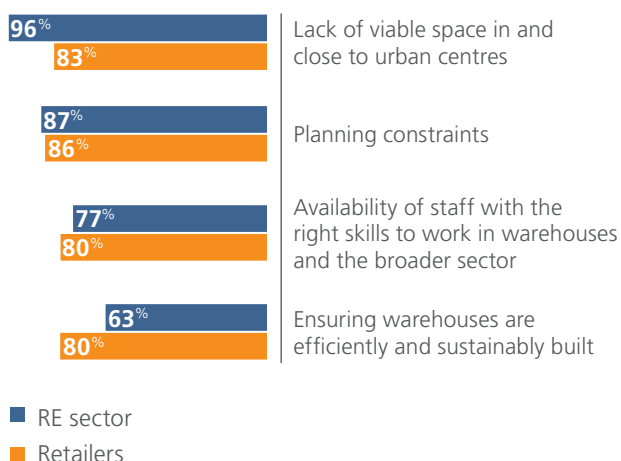 96%
83%
Lack of viable space in and
close to urban centres
87%
86%
Planning constraints
77%
80%
Availability of staff with the
right skills to work in warehouses
and the broader sector
63%
80%
Ensuring warehouses are
efficiently and sustainably built
RE sector
Retailers